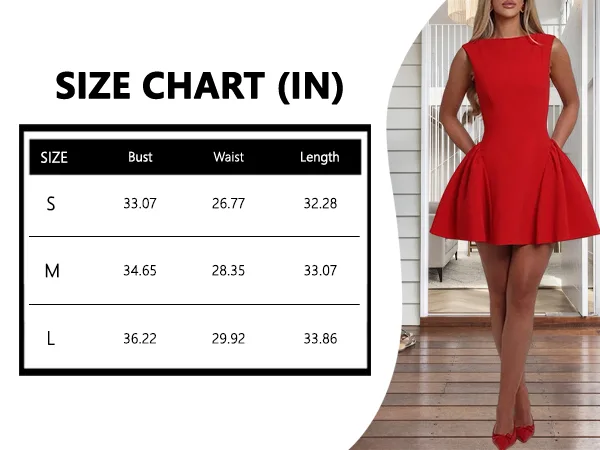 SIZE CHART (IN)
SIZE Bust Waist Length
S 33.07 26.77 32.28
M 34.65 28.35 33.07
L 36.22 29.92 33.86